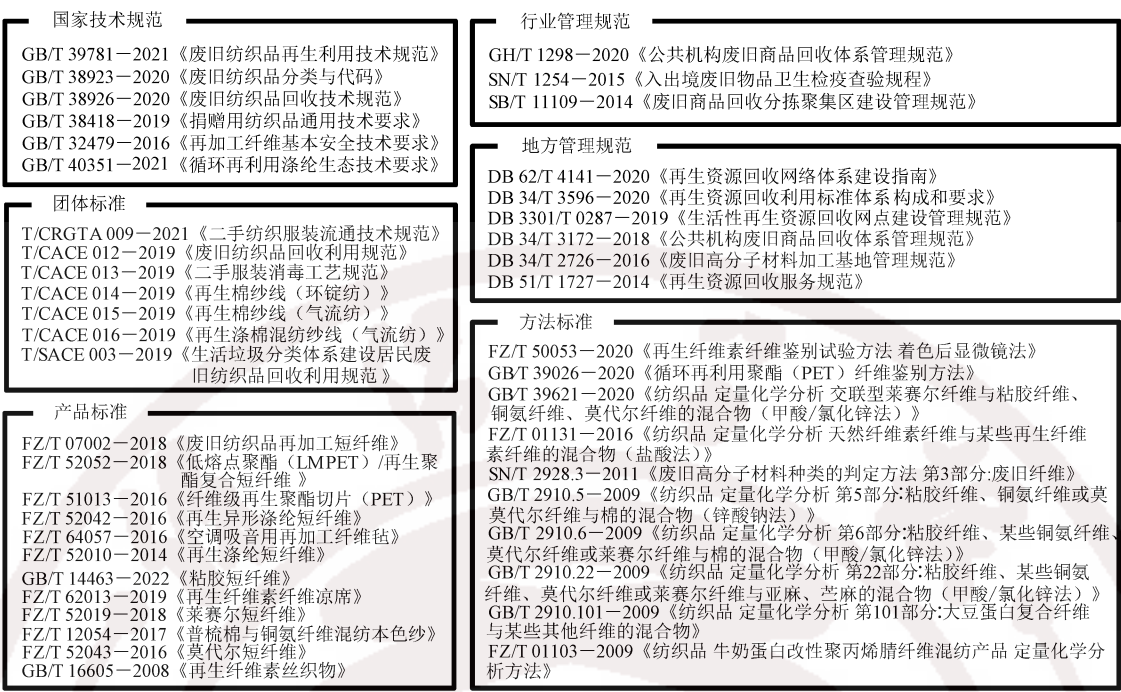 国家技术规范
GB/T 39781－2021《废旧纺织品再生利用技术规范》
GB/T 38923－2020《废旧纺织品分类与代码》
GB/T 38926－2020《废旧纺织品回收技术规范》
GB/T 38418－2019《捐赠用纺织品通用技术要求》
GB/T 32479－2016《再加工纤维基本安全技术要求》
GB/T 40351－2021《循环再利用涤纶生态技术要求》
团体标准
T/CRGTA 009－2021《二手纺织服装流通技术规范》
T/CACE 012－2019《废旧纺织品回收利用规范》
T/CACE 013－2019《二手服装消毒工艺规范》
T/CACE 014－2019《再生棉纱线（环锭纺）》
T/CACE 015－2019《再生棉纱线（气流纺）》
T/CACE 016－2019《再生涤棉混纺纱线（气流纺）》
T/SACE 003－2019《生活垃圾分类体系建设居民废
旧纺织品回收利用规范 》
产品标准
FZ/T 07002－2018《废旧纺织品再加工短纤维》
FZ/T 52052－2018《低熔点聚酯（LMPET）/再生聚
酯复合短纤维 》
FZ/T 51013－2016《纤维级再生聚酯切片（PET）》
FZ/T 52042－2016《再生异形涤纶短纤维》
FZ/T 64057－2016《空调吸音用再加工纤维毡》
FZ/T 52010－2014《再生涤纶短纤维》
GB/T 14463－2022《粘胶短纤维》
FZ/T 62013－2019《再生纤维素纤维凉席》
FZ/T 52019－2018《莱赛尔短纤维》
FZ/T 12054－2017《普梳棉与铜氨纤维混纺本色纱》
FZ/T 52043－2016《莫代尔短纤维》
GB/T 16605－2008《再生纤维素丝织物》
行业管理规范
GH/T 1298－2020《公共机构废旧商品回收体系管理规范》
SN/T 1254－2015《入出境废旧物品卫生检疫查验规程》
SB/T 11109－2014《废旧商品回收分拣聚集区建设管理规范》
地方管理规范
DB 62/T 4141－2020《再生资源回收网络体系建设指南》
DB 34/T 3596－2020《再生资源回收利用标准体系 构成和要求》
DB 3301/T 0287－2019《生活性再生资源回收网点建设管理规范》
DB 34/T 3172－2018《公共机构废旧商品回收体系管理规范》
DB 34/T 2726－2016《废旧高分子材料加工基地管理规范》
DB 51/T 1727－2014《再生资源回收服务规范》
方法标准
FZ/T 50053－2020《再生纤维素纤维鉴别试验方法 着色后显微镜法》
GB/T 39026－2020《循环再利用聚酯（PET）纤维鉴别方法》
GB/T 39621－2020《纺织品 定量化学分析 交联型莱赛尔纤维与粘胶纤维、
铜氨纤维、莫代尔纤维的混合物（甲酸/氯化锌法）》
FZ/T 01131－2016《纺织品 定量化学分析 天然纤维素纤维与某些再生纤维
素纤维的混合物（盐酸法）》
SN/T 2928.3－2011《废旧高分子材料种类的判定方法 第3部分:废旧纤维》
GB/T 2910.5－2009《纺织品 定量化学分析 第5部分:粘胶纤维、铜氨纤维或莫
莫代尔纤维与棉的混合物（锌酸钠法）》
GB/T 2910.6－2009《纺织品 定量化学分析 第6部分:粘胶纤维、某些铜氨纤维、
莫代尔纤维或莱赛尔纤维与棉的混合物（甲酸/氯化锌法）》
GB/T 2910.22－2009《纺织品 定量化学分析 第22部分:粘胶纤维、某些铜氨
纤维、莫代尔纤维或莱赛尔纤维与亚麻、苎麻的混合物（甲酸/氯化锌法）》
GB/T 2910.101－2009《纺织品 定量化学分析 第101部分:大豆蛋白复合纤维
与某些其他纤维的混合物》
FZ/T 01103－2009《纺织品 牛奶蛋白改性聚丙烯腈纤维混纺产品 定量化学分
析方法》